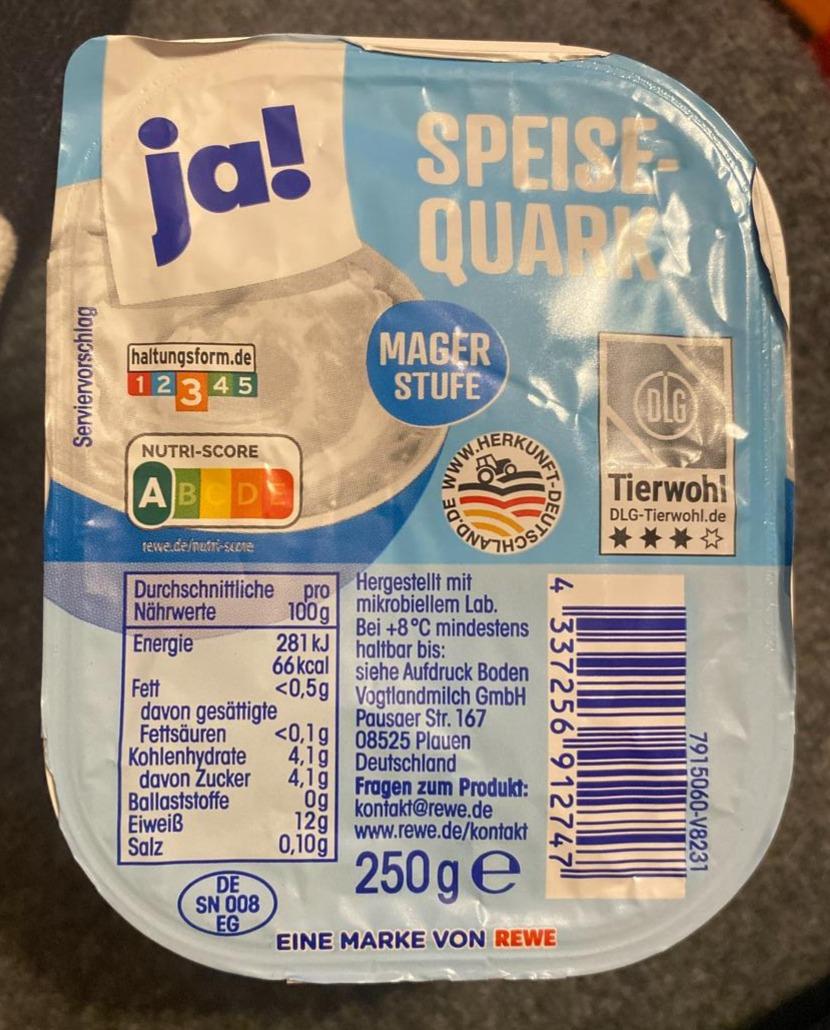 ja!
SPEISE-
QUARK
MAGER
STUFE
Serviervorschlag
haltungsform.de
1 2 3 4 5
NUTRI-SCORE
A B C D E
rewe.de/nutri-score
WWW.HERKUNFT-DEUTSCHLAND.DE
DLG
Tierwohl
DLG-Tierwohl.de
Durchschnittliche pro
Nährwerte 100g
Energie 281 kJ
66 kcal
Fett <0,5g
davon gesättigte
Fettsäuren <0,1g
Kohlenhydrate 4,1g
davon Zucker 4,1g
Ballaststoffe 0g
Eiweiß 12g
Salz 0,10g
DE
SN 008
EG
Hergestellt mit
mikrobiellem Lab.
Bei +8°C mindestens
haltbar bis:
siehe Aufdruck Boden
Vogtlandmilch GmbH
Pausaer Str. 167
08525 Plauen
Deutschland
Fragen zum Produkt:
kontakt@rewe.de
www.rewe.de/kontakt
250 g e
4 337256 912747
7915060-V8231
EINE MARKE VON REWE